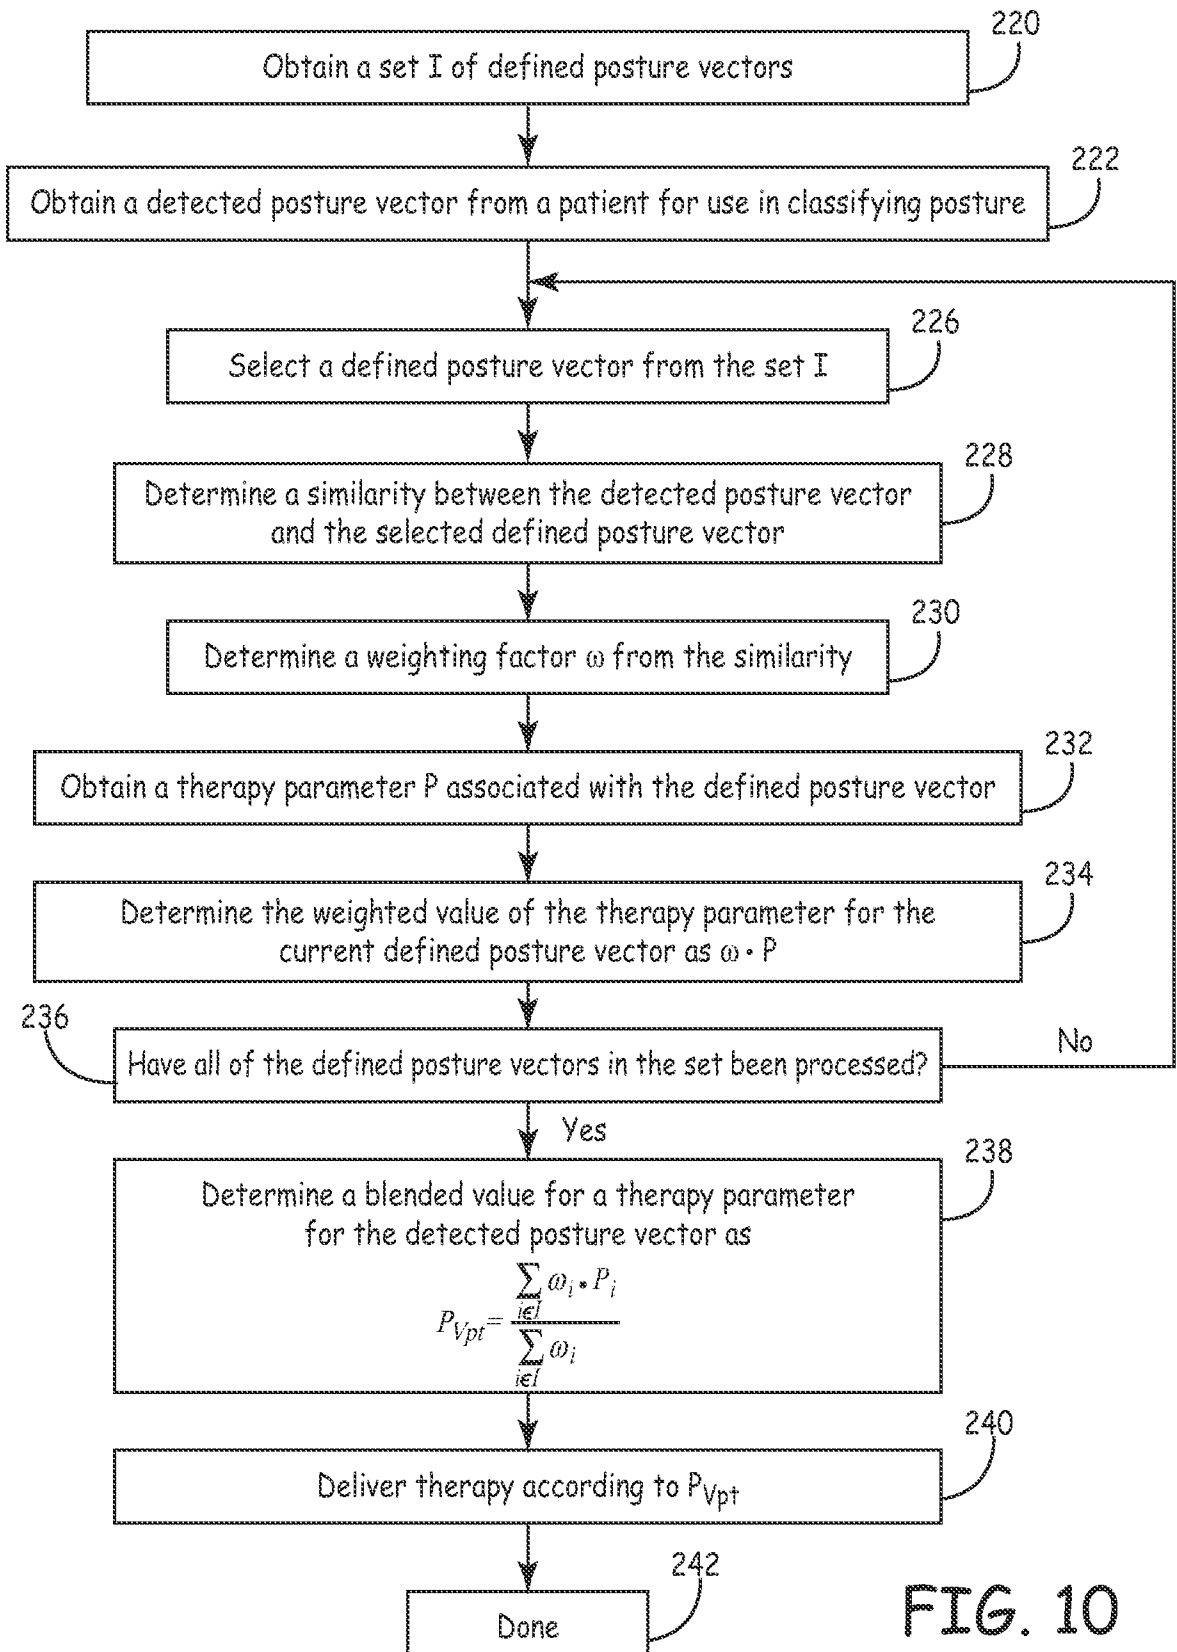 220
Obtain a set I of defined posture vectors
222
Obtain a detected posture vector from a patient for use in classifying posture
226
Select a defined posture vector from the set I
228
Determine a similarity between the detected posture vector
and the selected defined posture vector
230
Determine a weighting factor ω from the similarity
232
Obtain a therapy parameter P associated with the defined posture vector
234
Determine the weighted value of the therapy parameter for the
current defined posture vector as ω • P
236
Have all of the defined posture vectors in the set been processed?
No
Yes
238
Determine a blended value for a therapy parameter
for the detected posture vector as
∑ ωi • Pi
iϵI
PVpt=
∑ ωi
iϵI
240
Deliver therapy according to PVpt
242
Done
FIG. 10